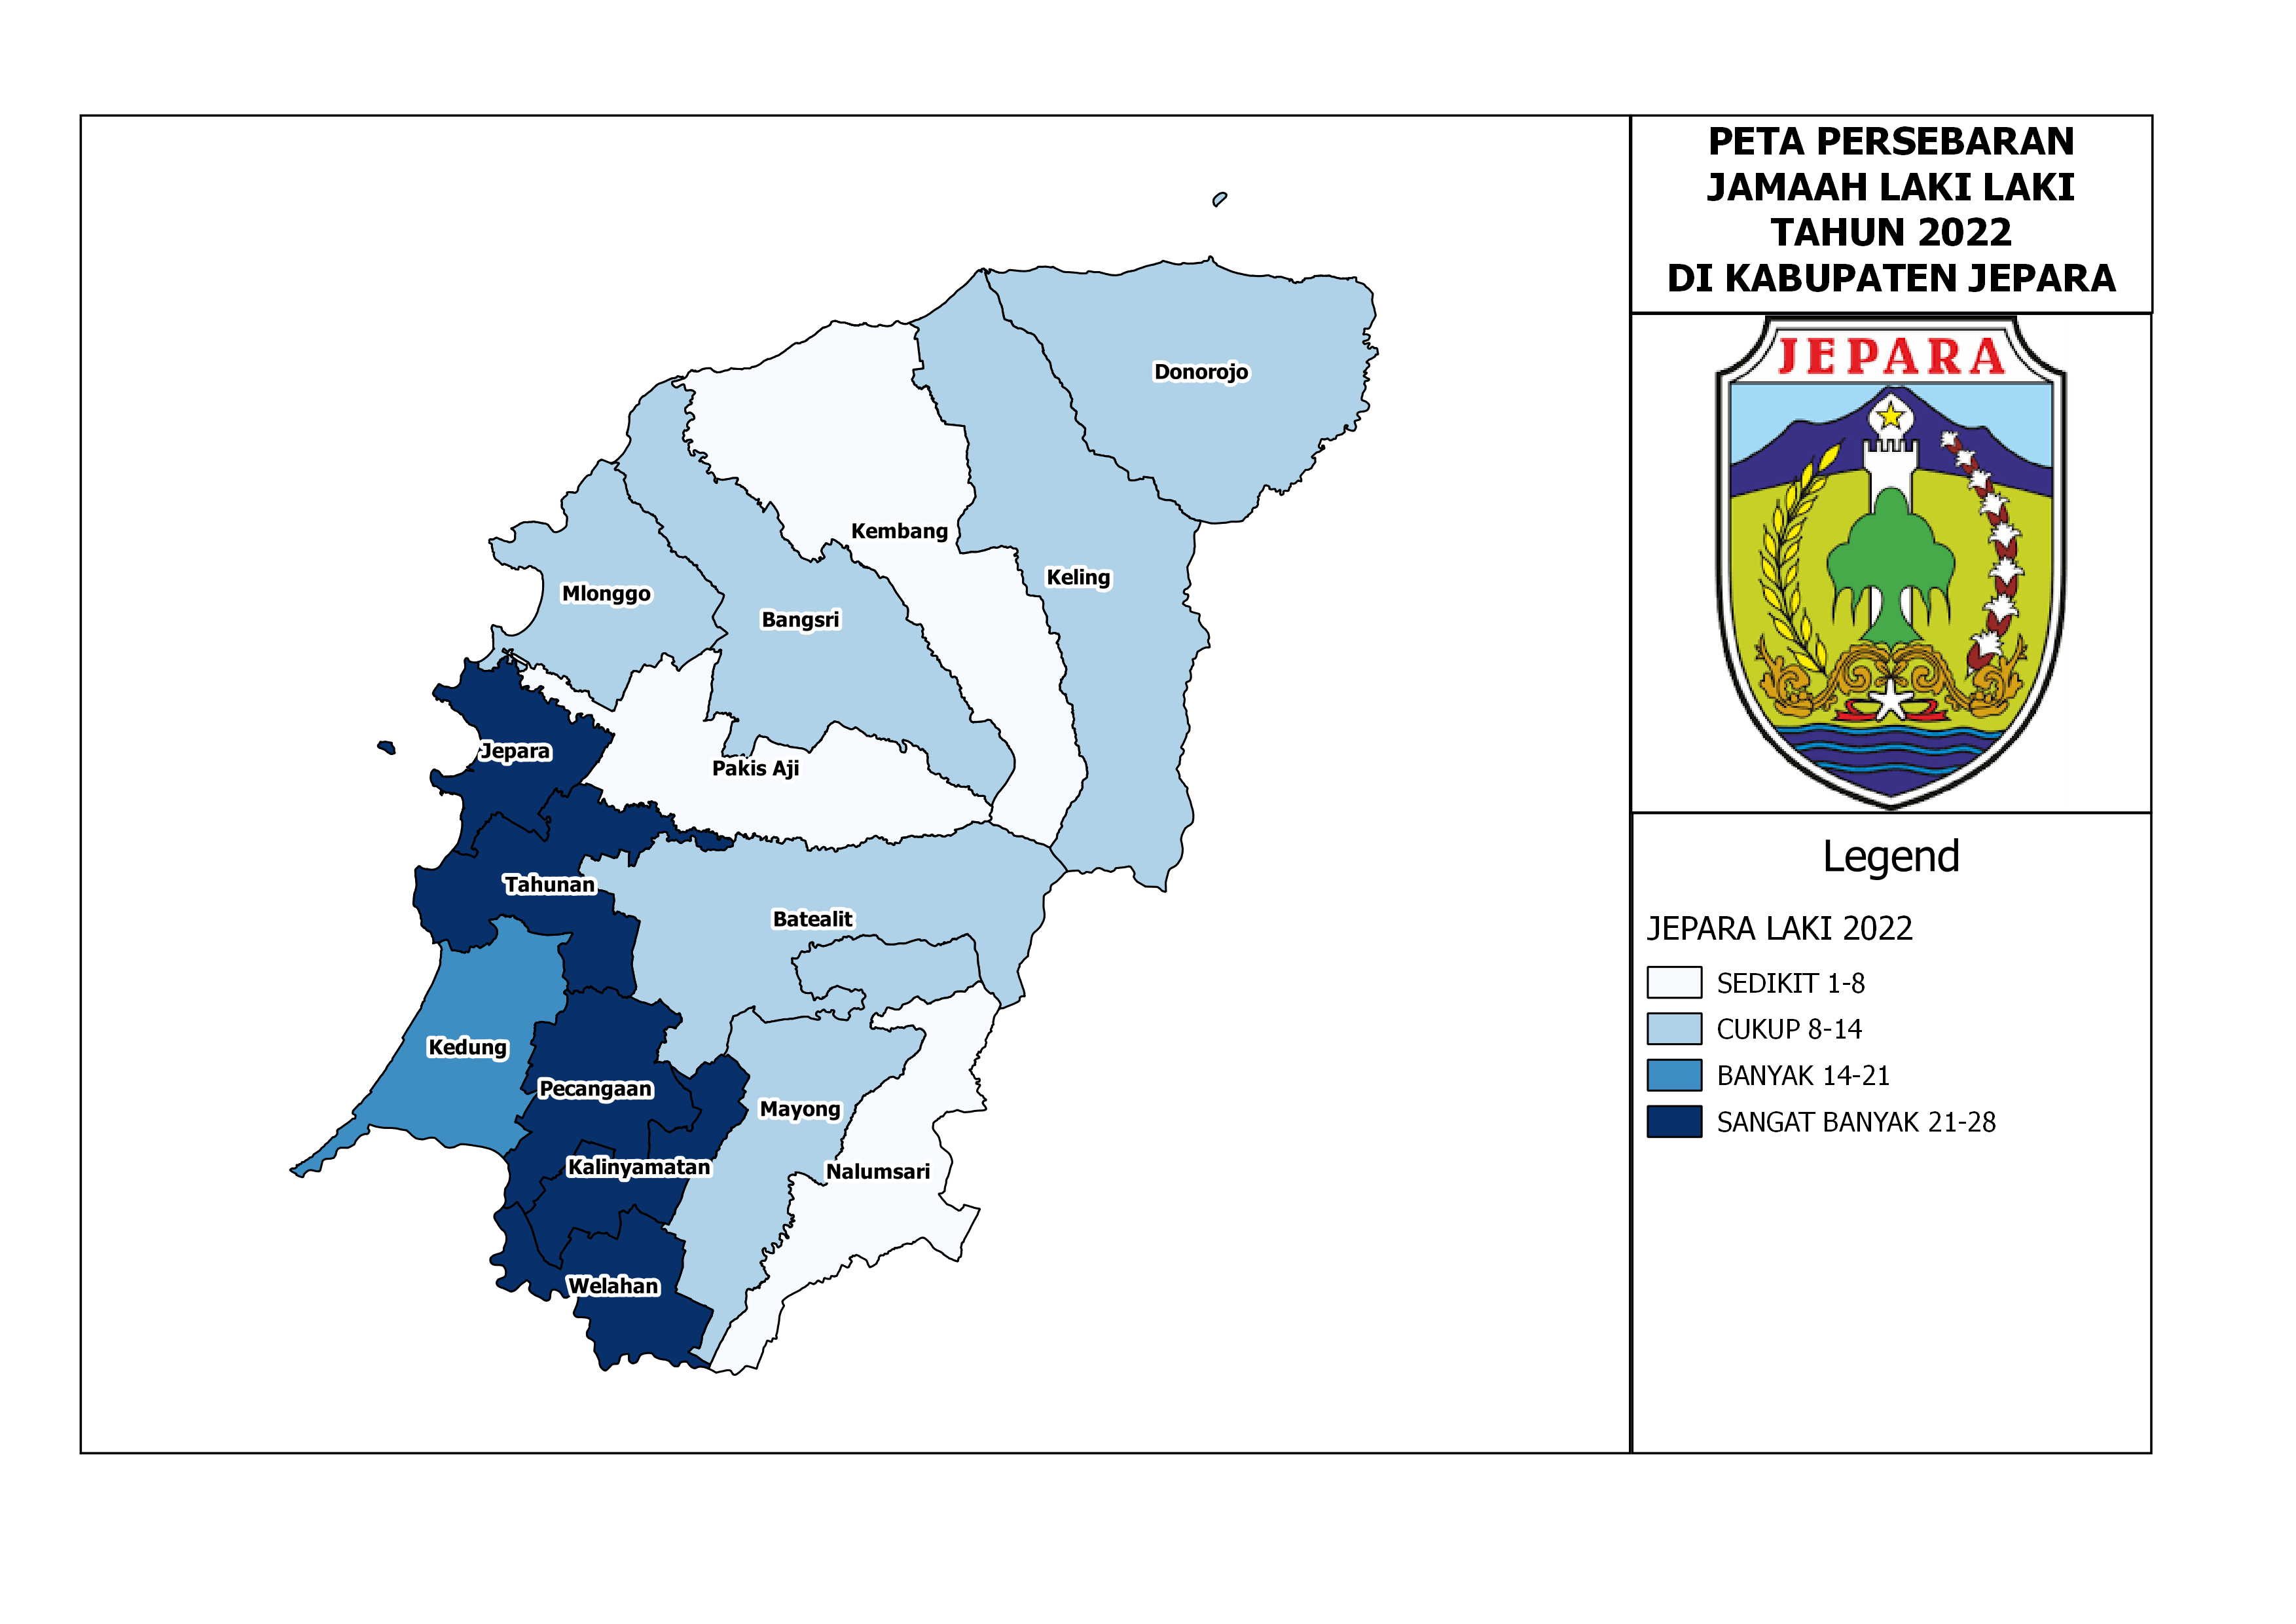 PETA PERSEBARAN
JAMAAH LAKI LAKI
TAHUN 2022
DI KABUPATEN JEPARA
JEPARA
Donorojo
Kembang
Keling
Mlonggo
Bangsri
Jepara
Pakis Aji
Tahunan
Batealit
Kedung
Pecangaan
Mayong
Kalinyamatan
Nalumsari
Welahan
Legend
JEPARA LAKI 2022
SEDIKIT 1-8
CUKUP 8-14
BANYAK 14-21
SANGAT BANYAK 21-28